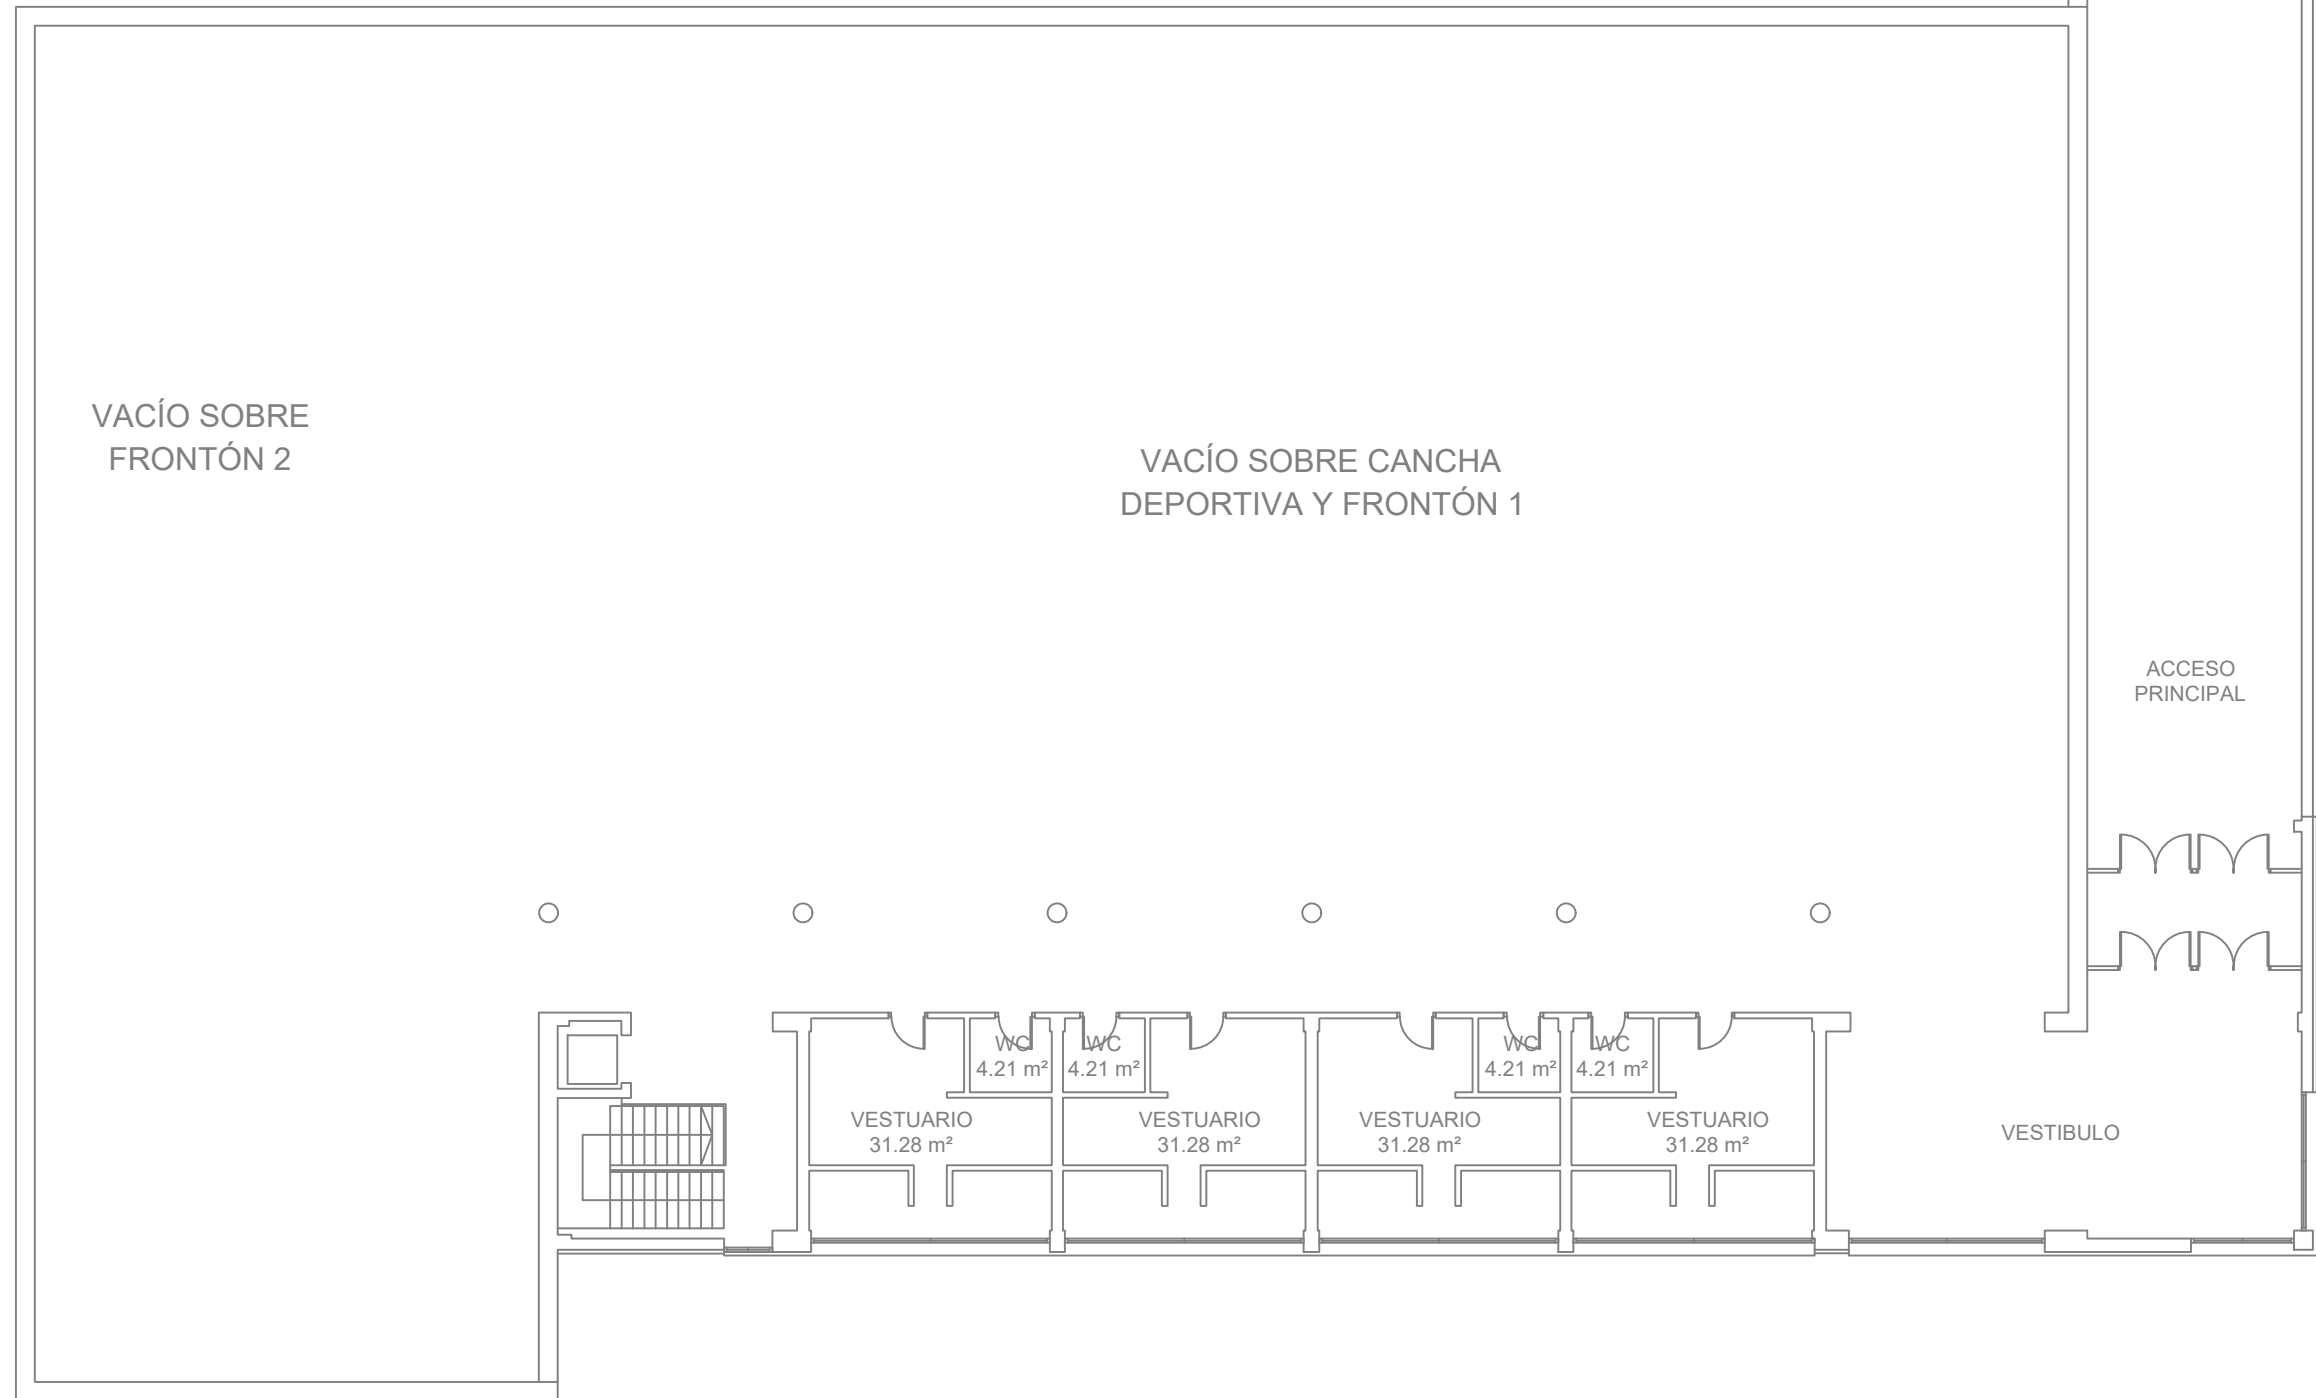 VACÍO SOBRE
FRONTÓN 2
VACÍO SOBRE CANCHA
DEPORTIVA Y FRONTÓN 1
ACCESO
PRINCIPAL
WC
4.21 m²
WC
4.21 m²
WC
4.21 m²
WC
4.21 m²
VESTUARIO
31.28 m²
VESTUARIO
31.28 m²
VESTUARIO
31.28 m²
VESTUARIO
31.28 m²
VESTIBULO